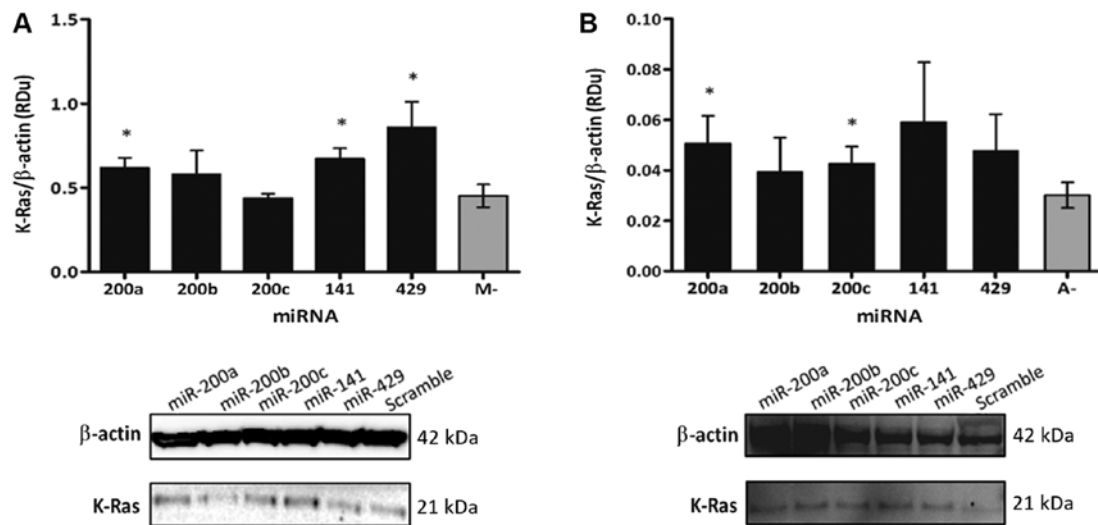 A
K-Ras/β-actin (RDu)
1.5
1.0
0.5
0.0
*
*
*
200a 200b 200c 141 429 M-
miRNA
miR-200a miR-200b miR-200c miR-141 miR-429 Scramble
β-actin 42 kDa
K-Ras 21 kDa
B
K-Ras/β-actin (RDu)
0.10
0.08
0.06
0.04
0.02
0.00
*
*
200a 200b 200c 141 429 A-
miRNA
miR-200a miR-200b miR-200c miR-141 miR-429 Scramble
β-actin 42 kDa
K-Ras 21 kDa